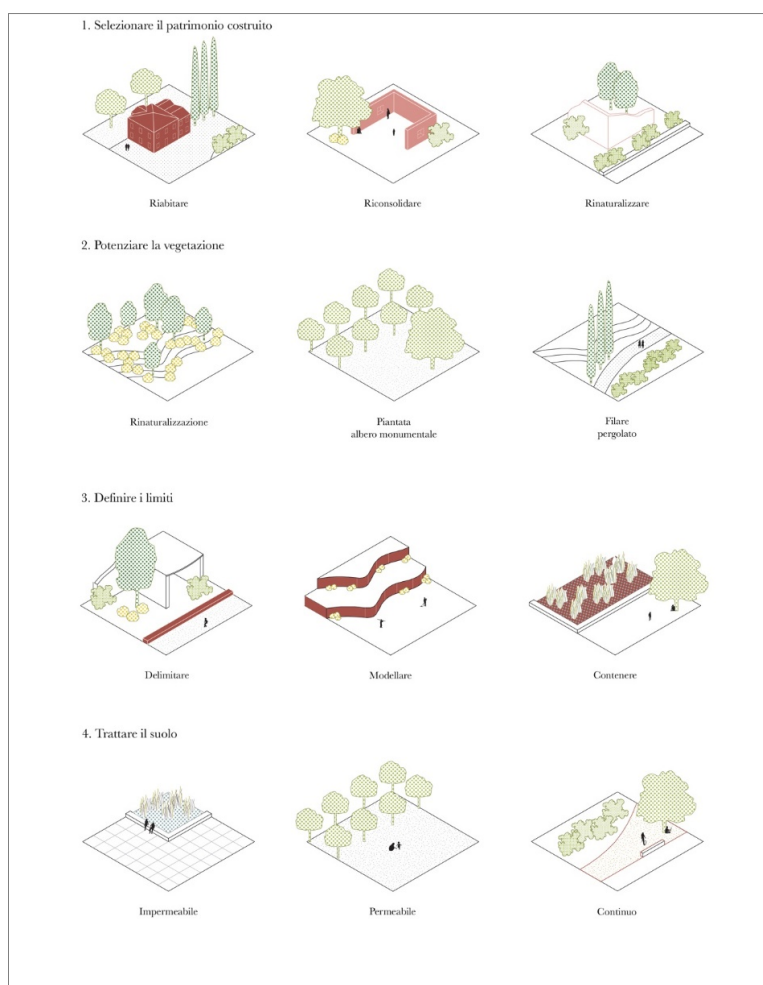 1. Selezionare il patrimonio costruito
Riabitare
Riconsolidare
Rinaturalizzare
2. Potenziare la vegetazione
Rinaturalizzazione
Piantata
albero monumentale
Filare
pergolato
3. Definire i limiti
Delimitare
Modellare
Contenere
4. Trattare il suolo
Impermeabile
Permeabile
Continuo